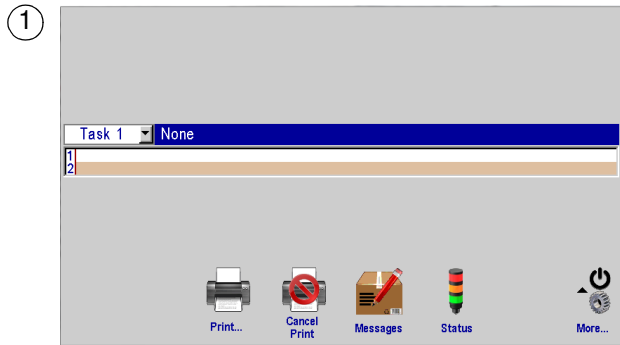 1
Task 1 None
1
2
Print...
Cancel
Print
Messages
Status
More...